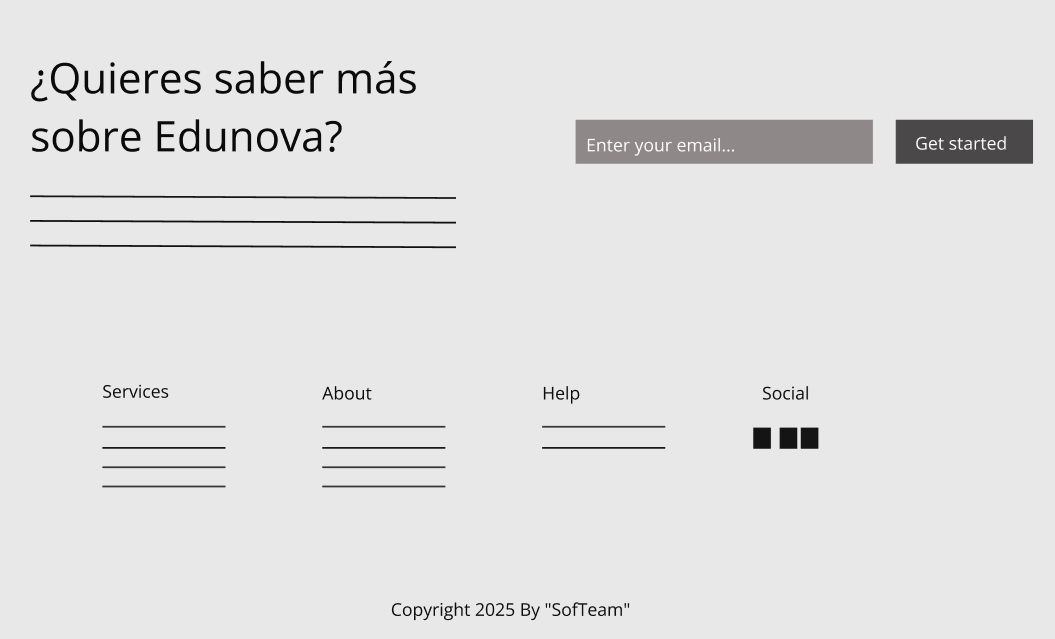 ¿Quieres saber más
sobre Edunova?
Enter your email...
Get started
Services
About
Help
Social
Copyright 2025 By "SofTeam"